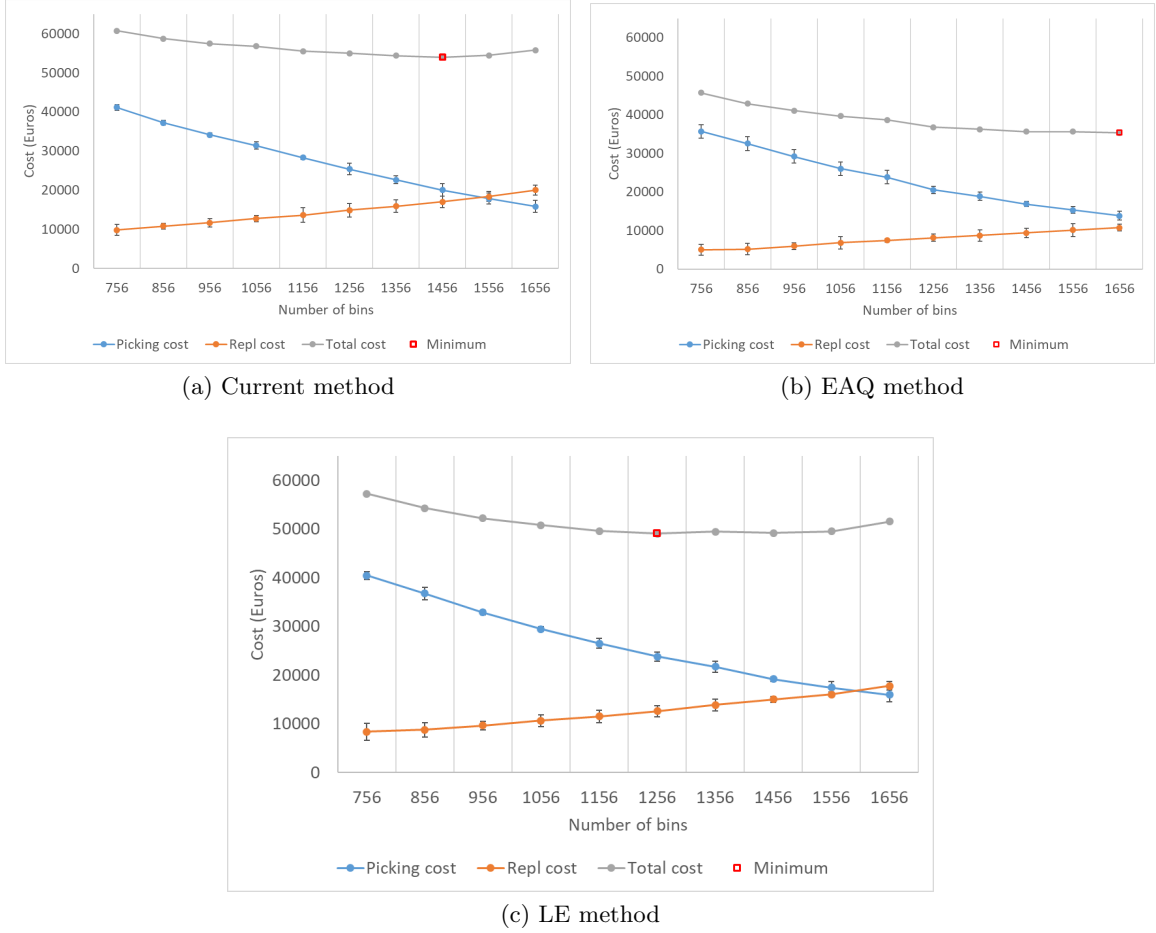 60000
50000
40000
30000
20000
10000
0
Cost (Euros)
756 856 956 1056 1156 1256 1356 1456 1556 1656
Number of bins
Picking cost Repl cost Total cost Minimum
(a) Current method
60000
50000
40000
30000
20000
10000
0
Cost (Euros)
756 856 956 1056 1156 1256 1356 1456 1556 1656
Number of bins
Picking cost Repl cost Total cost Minimum
(b) EAQ method
60000
50000
40000
30000
20000
10000
0
Cost (Euros)
756 856 956 1056 1156 1256 1356 1456 1556 1656
Number of bins
Picking cost Repl cost Total cost Minimum
(c) LE method